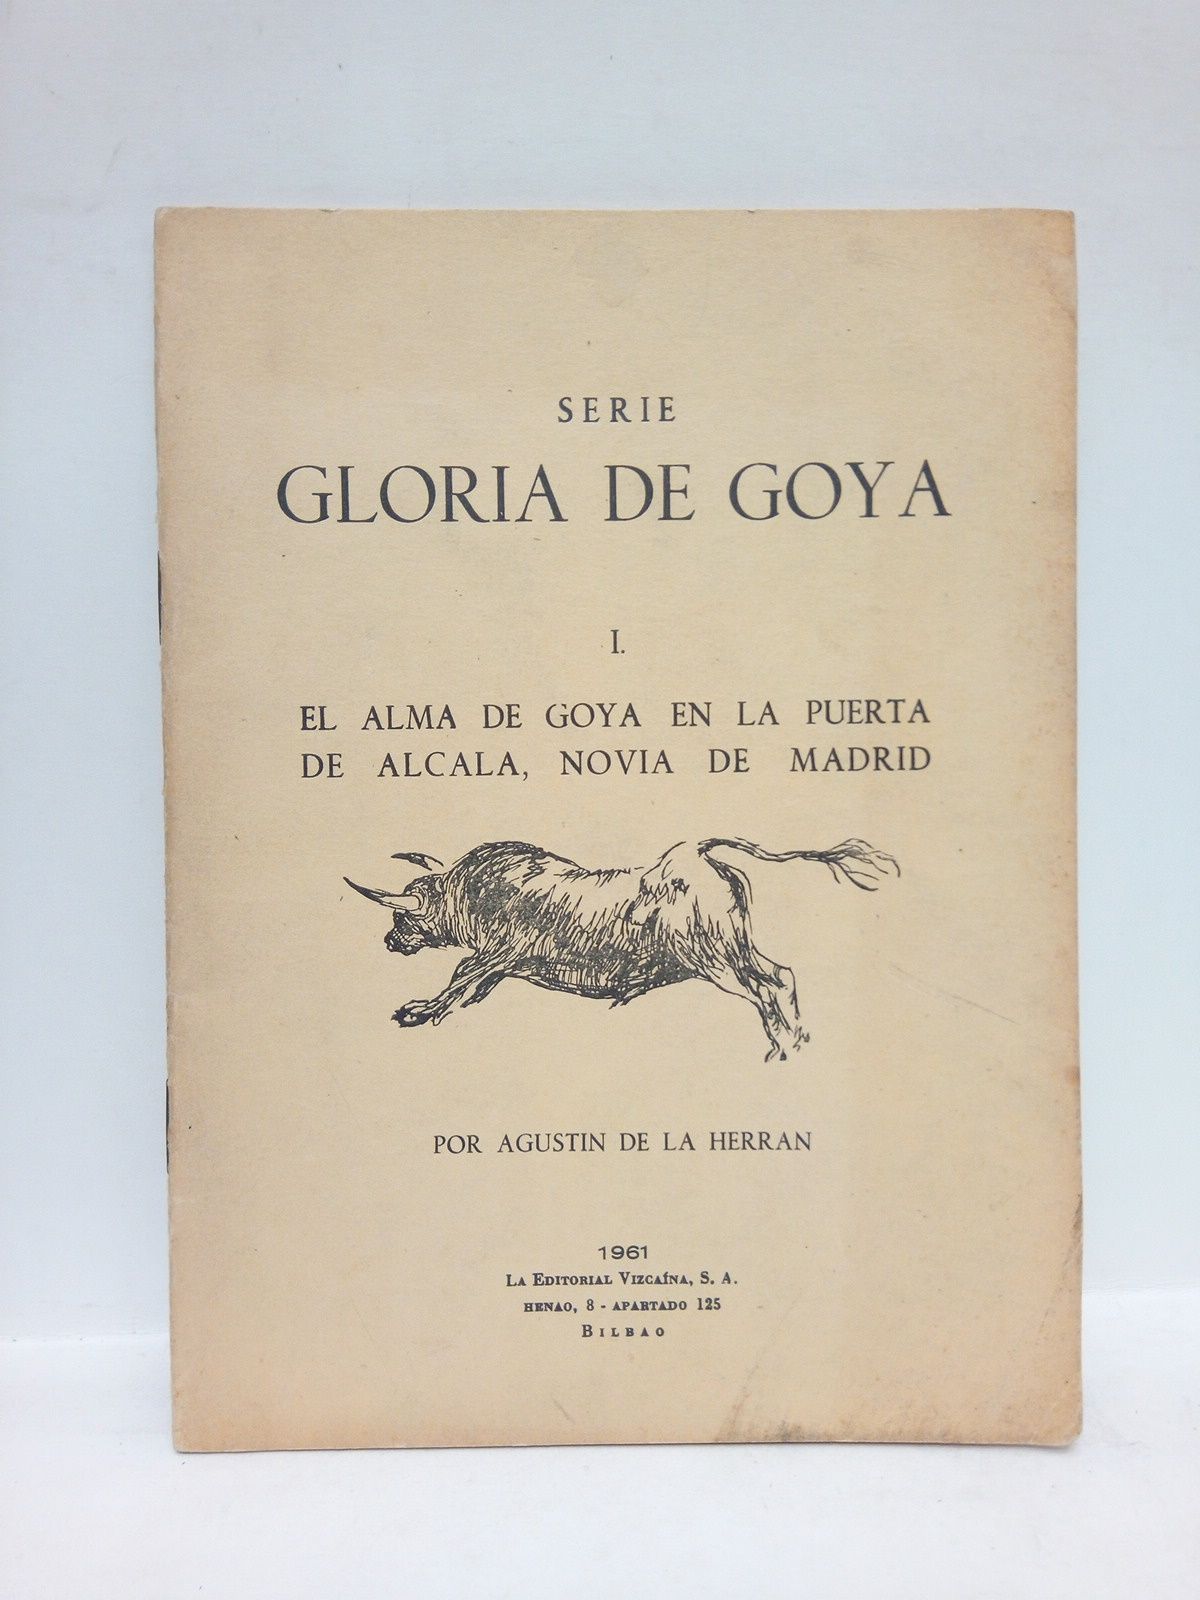 SERIE
GLORIA DE GOYA
I.
EL ALMA DE GOYA EN LA PUERTA
DE ALCALA, NOVIA DE MADRID
POR AGUSTIN DE LA HERRAN
1961
LA EDITORIAL VIZCAÍNA, S. A.
HENAO, 8 - APARTADO 125
BILBAO